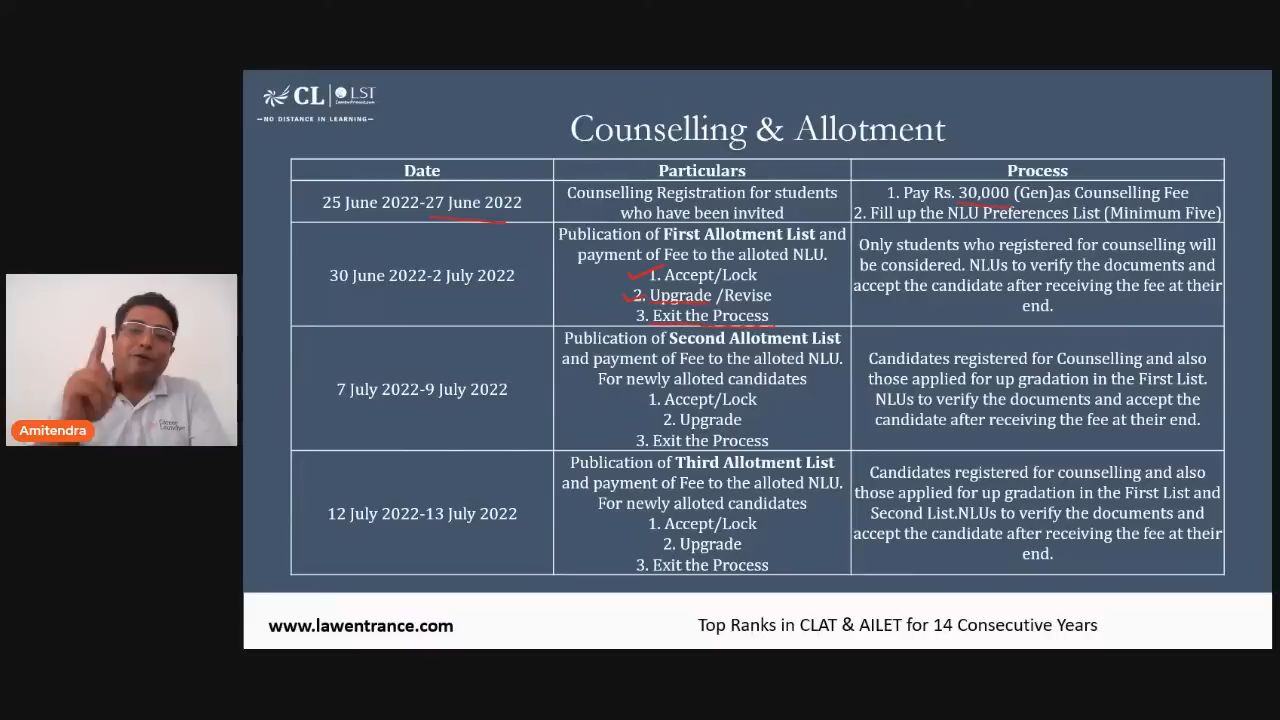 CL LST
lawentrance.com
—NO DISTANCE IN LEARNING—
Counselling & Allotment
Date Particulars Process
25 June 2022-27 June 2022
Counselling Registration for students
who have been invited
1. Pay Rs. 30,000 (Gen)as Counselling Fee
2. Fill up the NLU Preferences List (Minimum Five)
30 June 2022-2 July 2022
Publication of First Allotment List and
payment of Fee to the alloted NLU.
1. Accept/Lock
2. Upgrade /Revise
3. Exit the Process
Only students who registered for counselling will
be considered. NLUs to verify the documents and
accept the candidate after receiving the fee at their
end.
7 July 2022-9 July 2022
Publication of Second Allotment List
and payment of Fee to the alloted NLU.
For newly alloted candidates
1. Accept/Lock
2. Upgrade
3. Exit the Process
Candidates registered for Counselling and also
those applied for up gradation in the First List.
NLUs to verify the documents and accept the
candidate after receiving the fee at their end.
12 July 2022-13 July 2022
Publication of Third Allotment List
and payment of Fee to the alloted NLU.
For newly alloted candidates
1. Accept/Lock
2. Upgrade
3. Exit the Process
Candidates registered for counselling and also
those applied for up gradation in the First List and
Second List.NLUs to verify the documents and
accept the candidate after receiving the fee at their
end.
Amitendra
Career
Launcher
www.lawentrance.com
Top Ranks in CLAT & AILET for 14 Consecutive Years